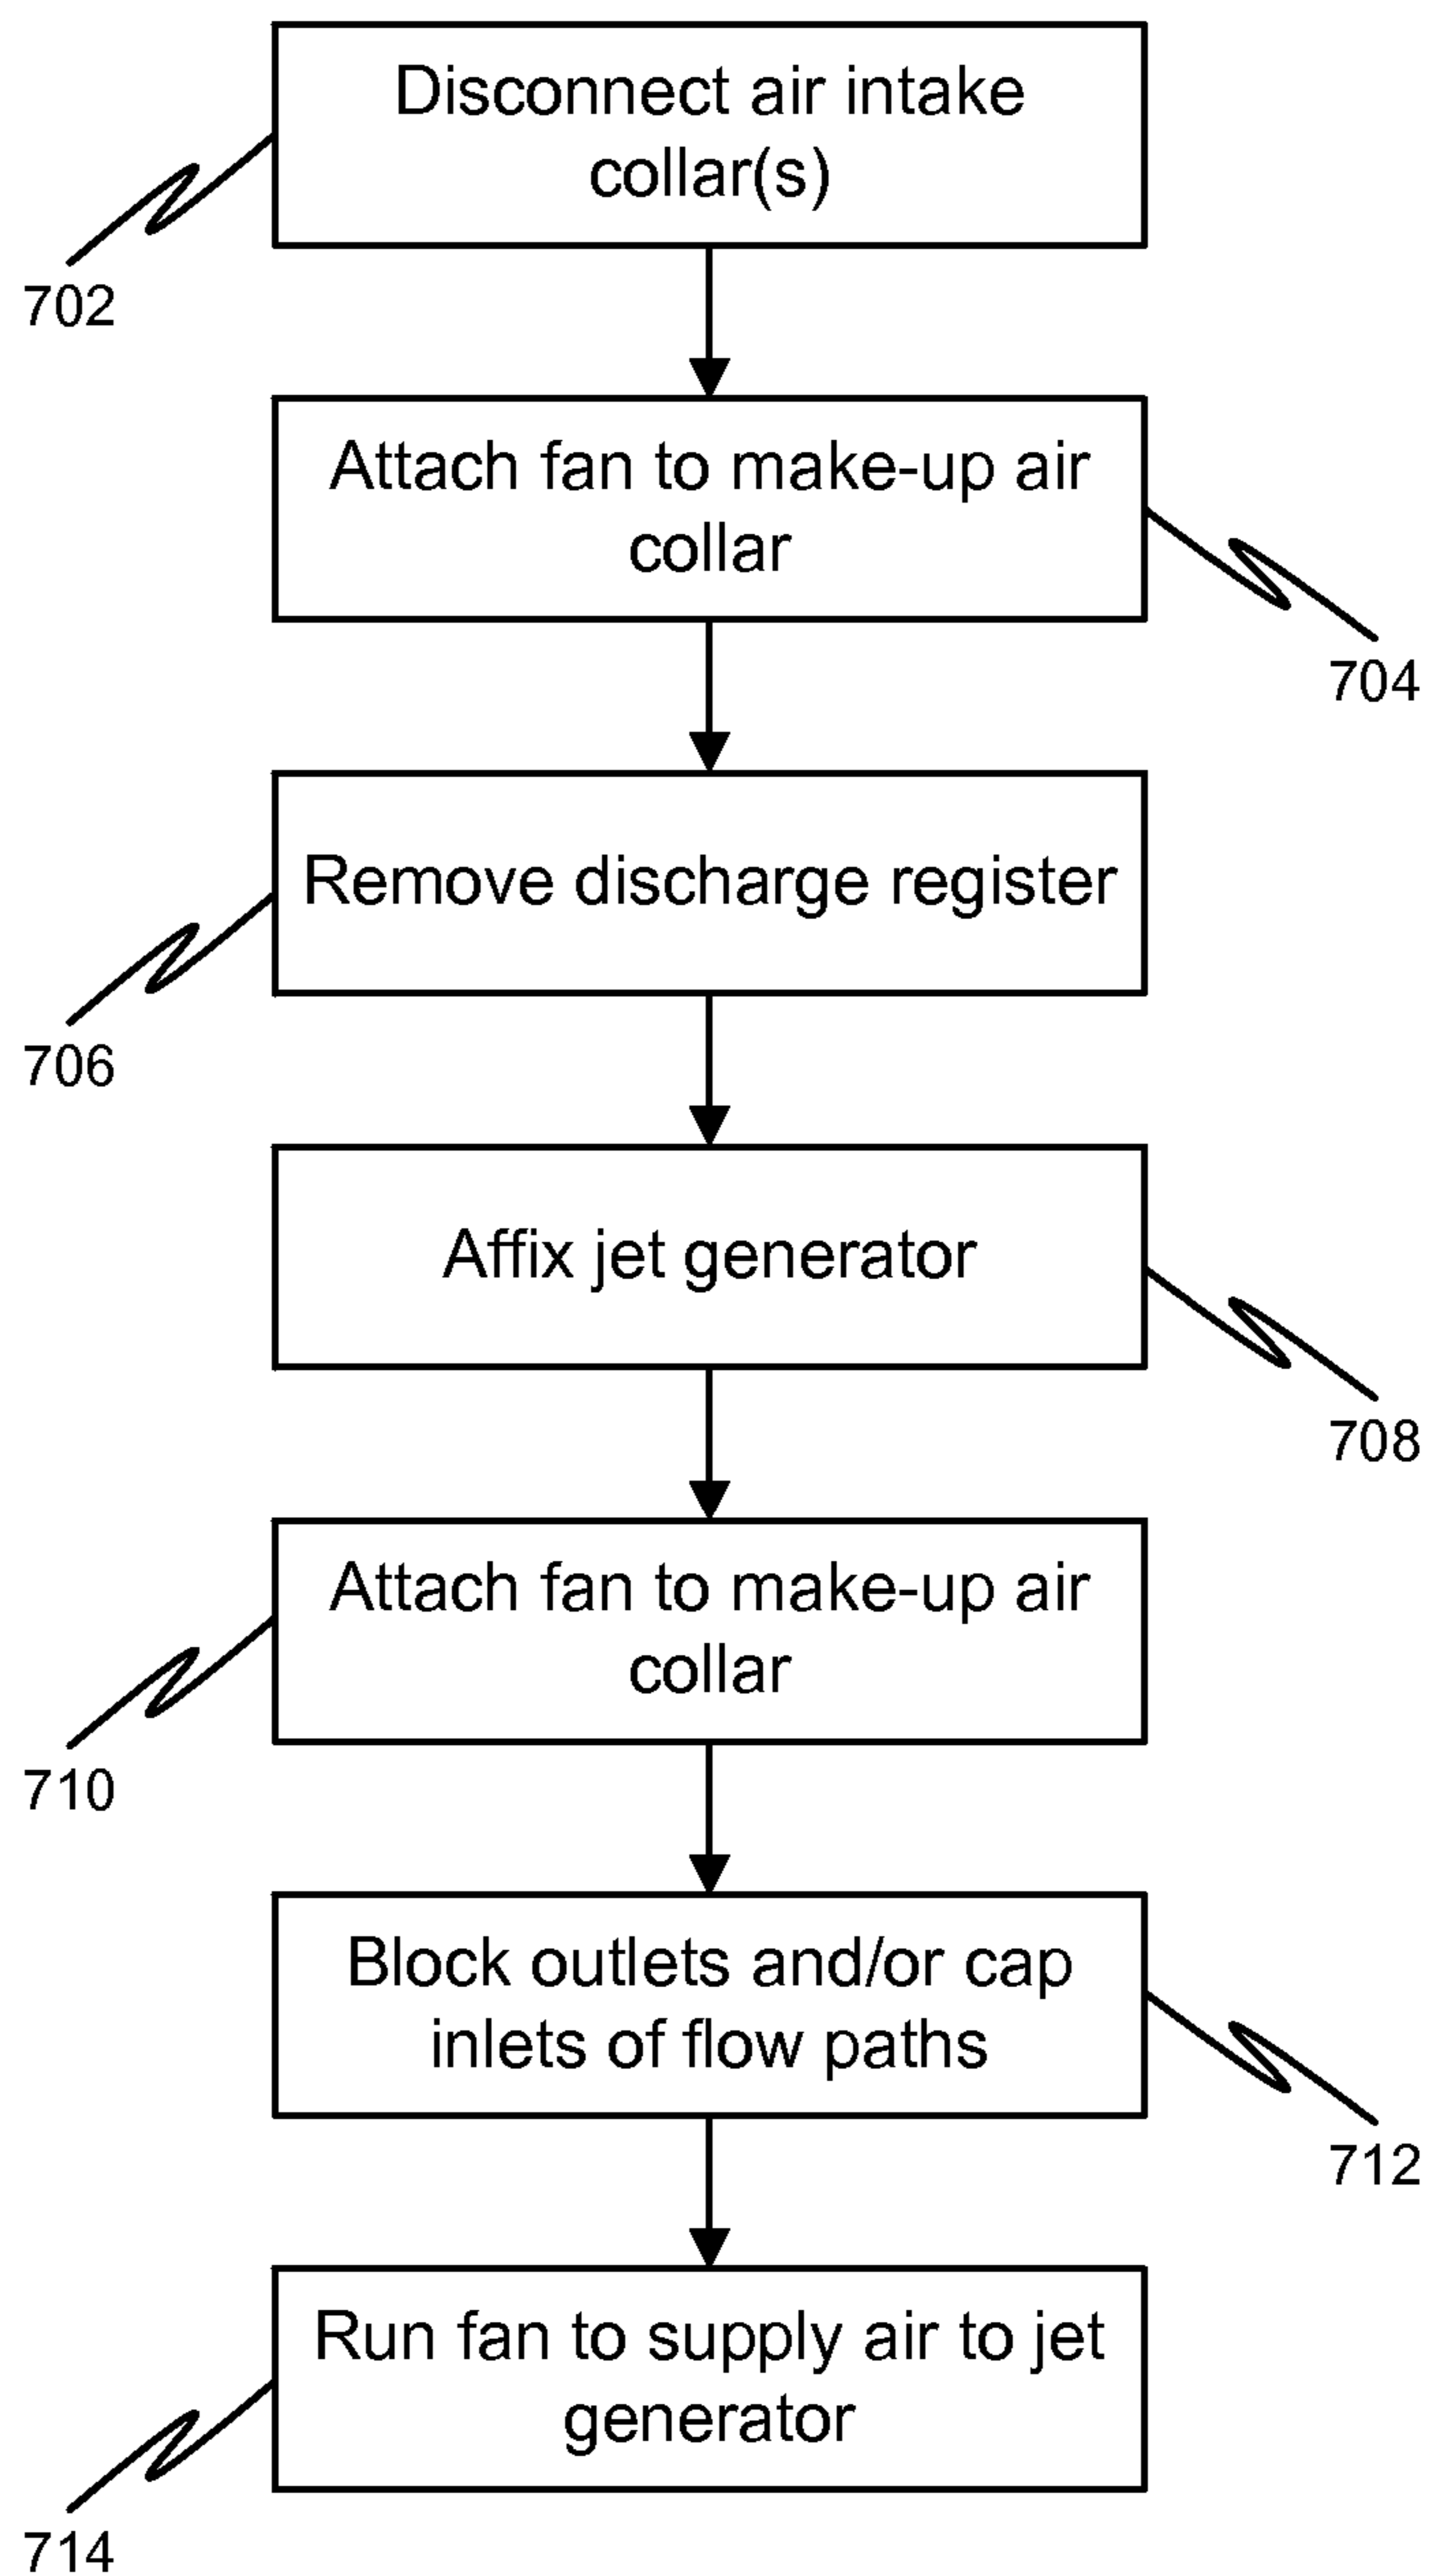 Disconnect air intake
collar(s)
702
Attach fan to make-up air
collar
704
Remove discharge register
706
Affix jet generator
708
Attach fan to make-up air
collar
710
Block outlets and/or cap
inlets of flow paths
712
Run fan to supply air to jet
generator
714